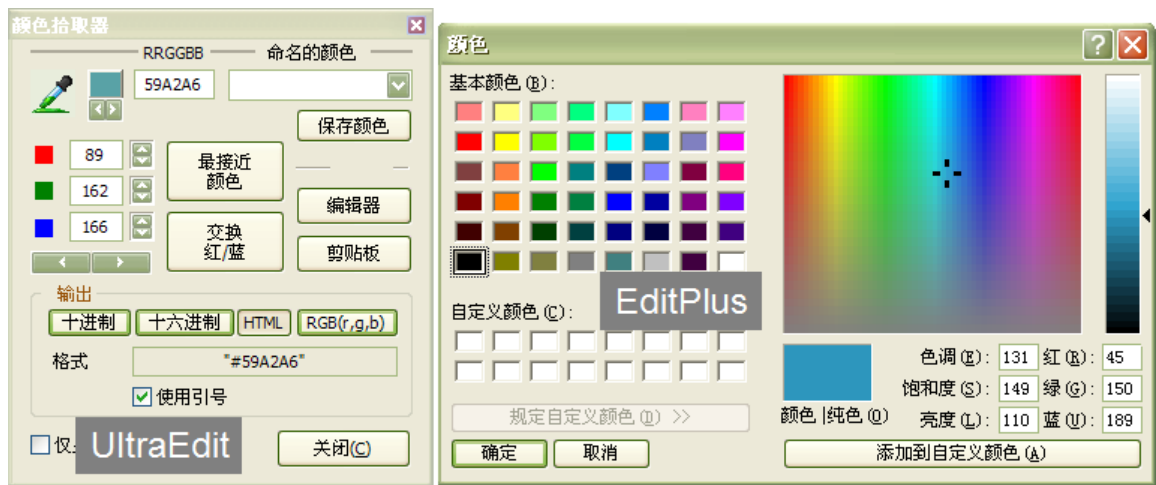 颜色拾取器
RRGGBB 命名的颜色
59A2A6
保存颜色
89
162
166
最接近
颜色
交换
红/蓝
编辑器
剪贴板
输出
十进制 十六进制 HTML RGB(r,g,b)
格式 "#59A2A6"
使用引号
仅
UltraEdit
关闭(C)
颜色
基本颜色(B):
EditPlus
自定义颜色(C):
规定自定义颜色(D) >>
确定 取消
颜色|纯色(O)
色调(E): 131 红(R): 45
饱和度(S): 149 绿(G): 150
亮度(L): 110 蓝(U): 189
添加到自定义颜色(A)